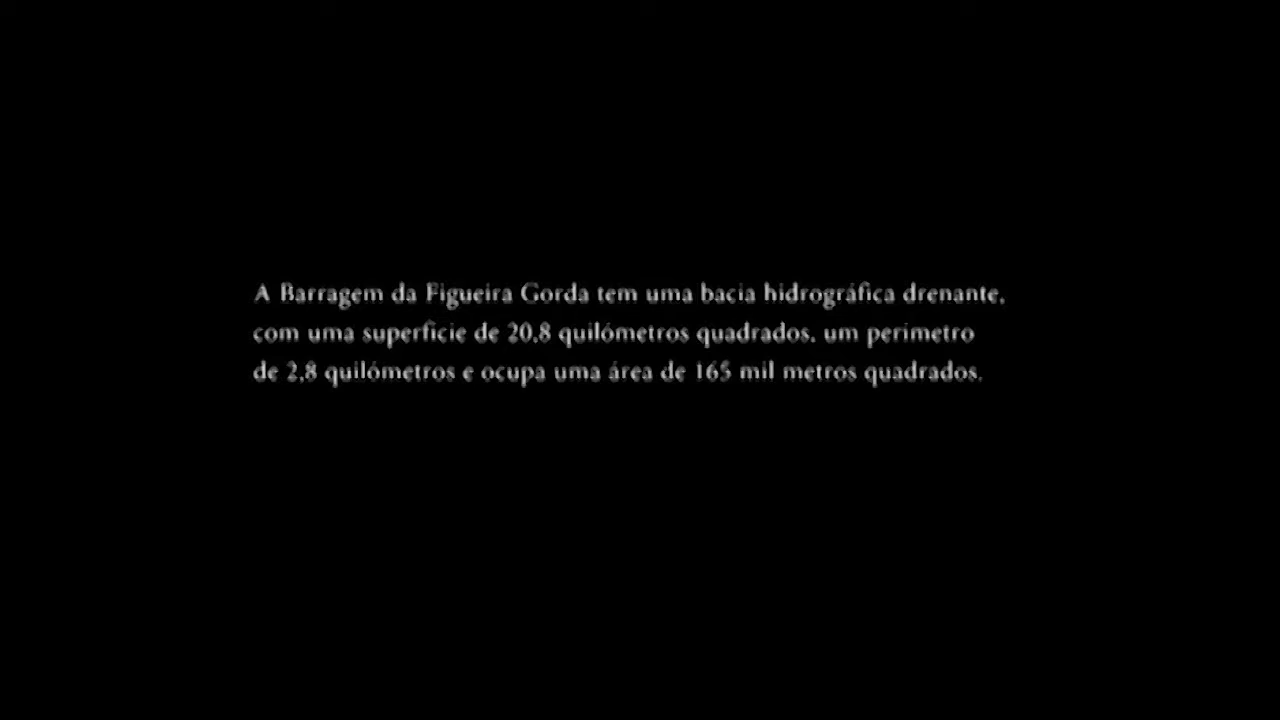 A Barragem da Figueira Gorda tem uma bacia hidrográfica drenante,
com uma superfície de 20,8 quilómetros quadrados, um perímetro
de 2,8 quilómetros e ocupa uma área de 165 mil metros quadrados.